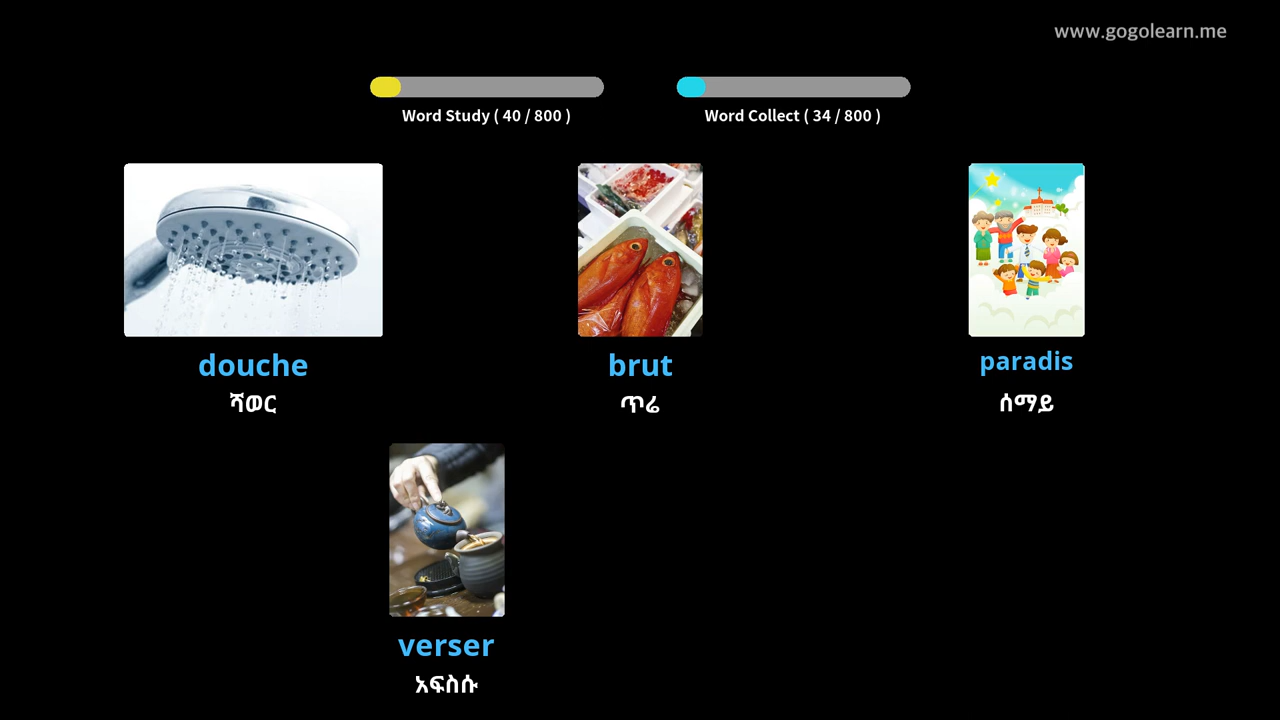 www.gogolearn.me
Word Study ( 40 / 800 )
Word Collect ( 34 / 800 )
douche
ሻወር
brut
ጥሬ
paradis
ሰማይ
verser
አፍስሱ